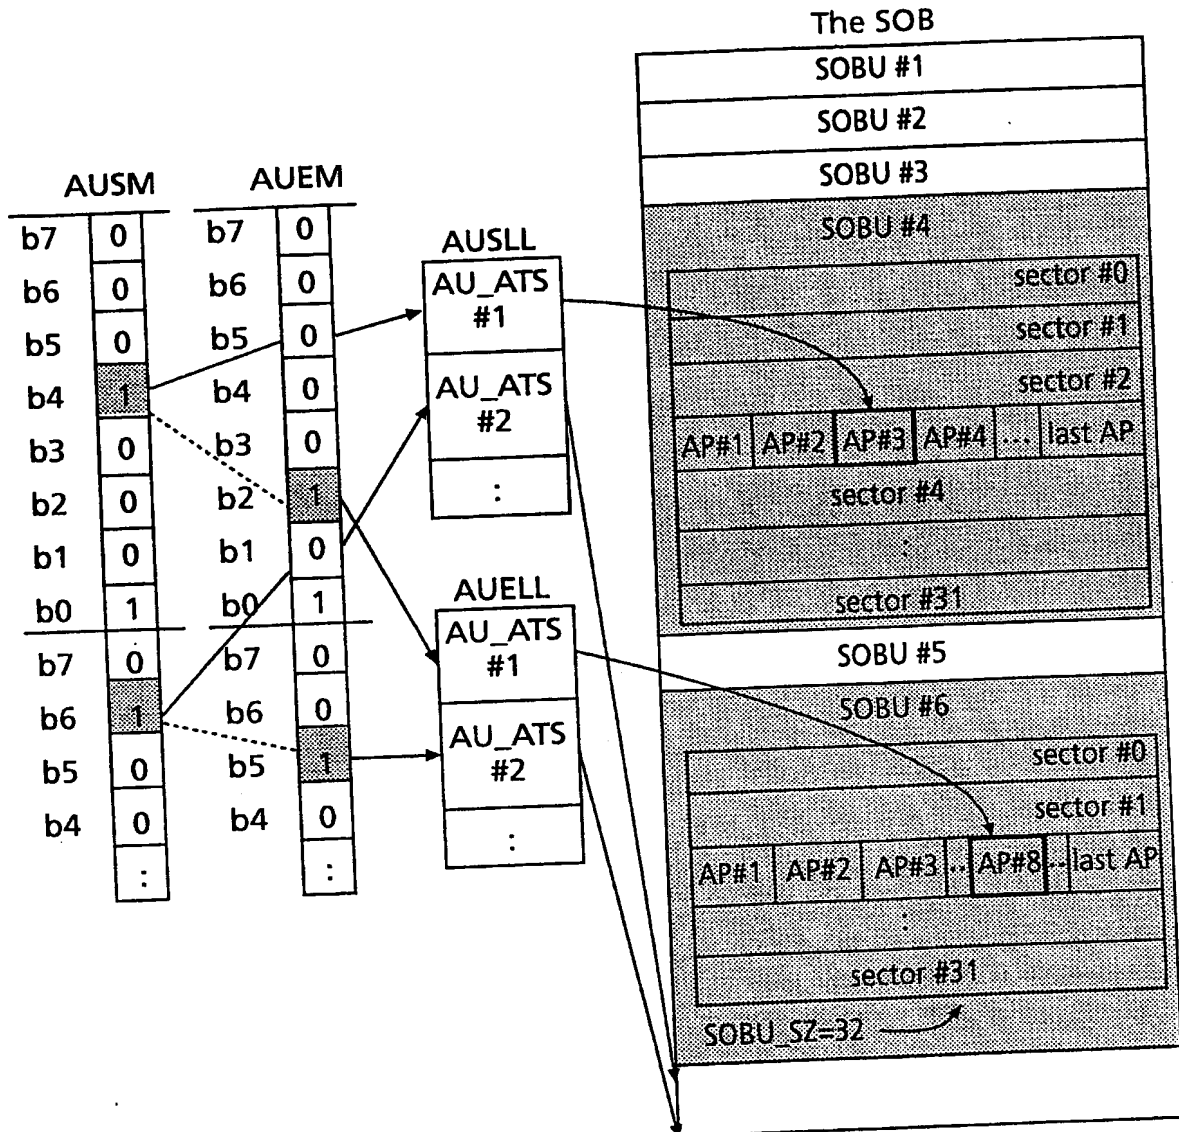 The SOB
SOBU #1
SOBU #2
SOBU #3
SOBU #4
sector #0
sector #1
sector #2
AP#1 AP#2 AP#3 AP#4 ... last AP
sector #4
:
sector #31
SOBU #5
SOBU #6
sector #0
sector #1
AP#1 AP#2 AP#3 .. AP#8 .. last AP
:
sector #31
SOBU_SZ=32
AUSM
b7 0
b6 0
b5 0
b4 1
b3 0
b2 0
b1 0
b0 1
b7 0
b6 1
b5 0
b4 0
:
AUEM
b7 0
b6 0
b5 0
b4 0
b3 0
b2 1
b1 0
b0 1
b7 0
b6 0
b5 1
b4 0
:
AUSLL
AU_ATS
#1
AU_ATS
#2
:
AUELL
AU_ATS
#1
AU_ATS
#2
: